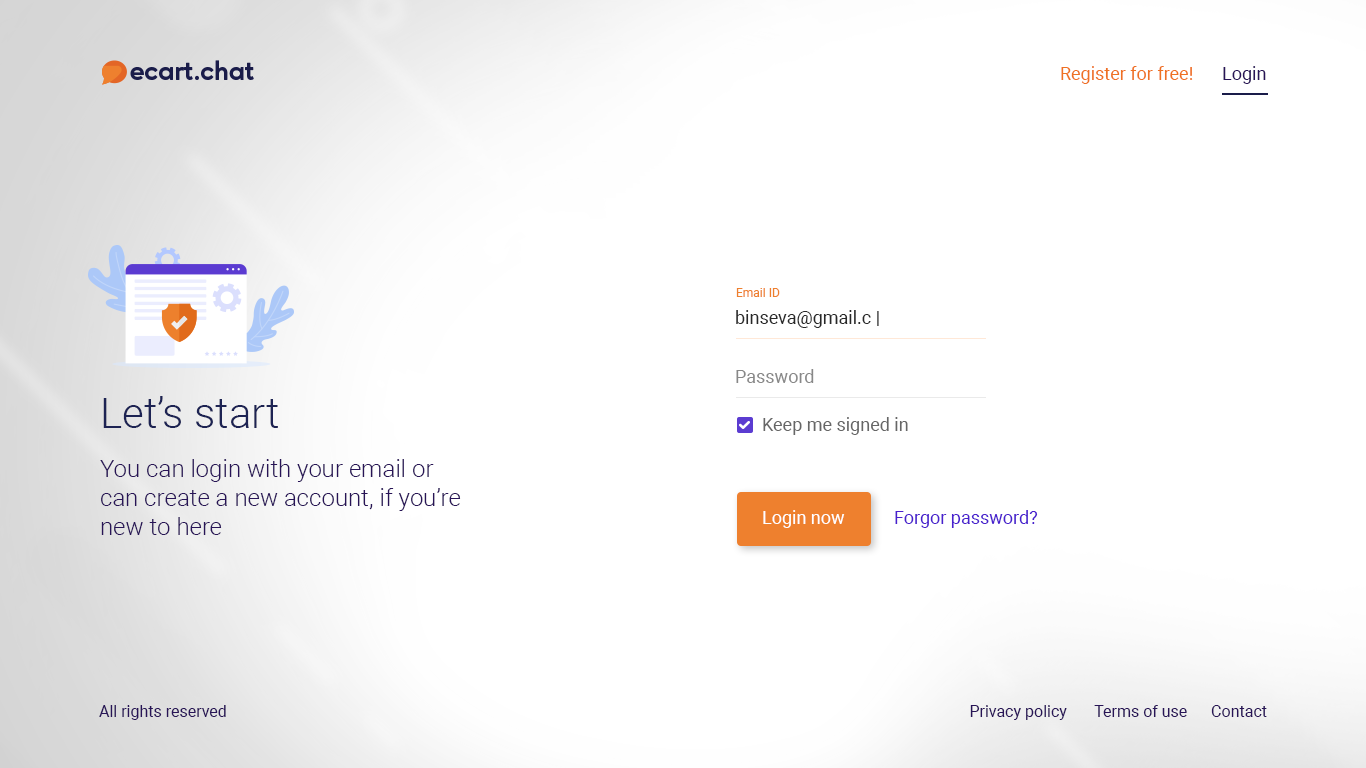 ecart.chat
Register for free!
Login
Email ID
binseva@gmail.c |
Password
Keep me signed in
Login now
Forgor password?
Let’s start
You can login with your email or
can create a new account, if you’re
new to here
All rights reserved
Privacy policy
Terms of use
Contact